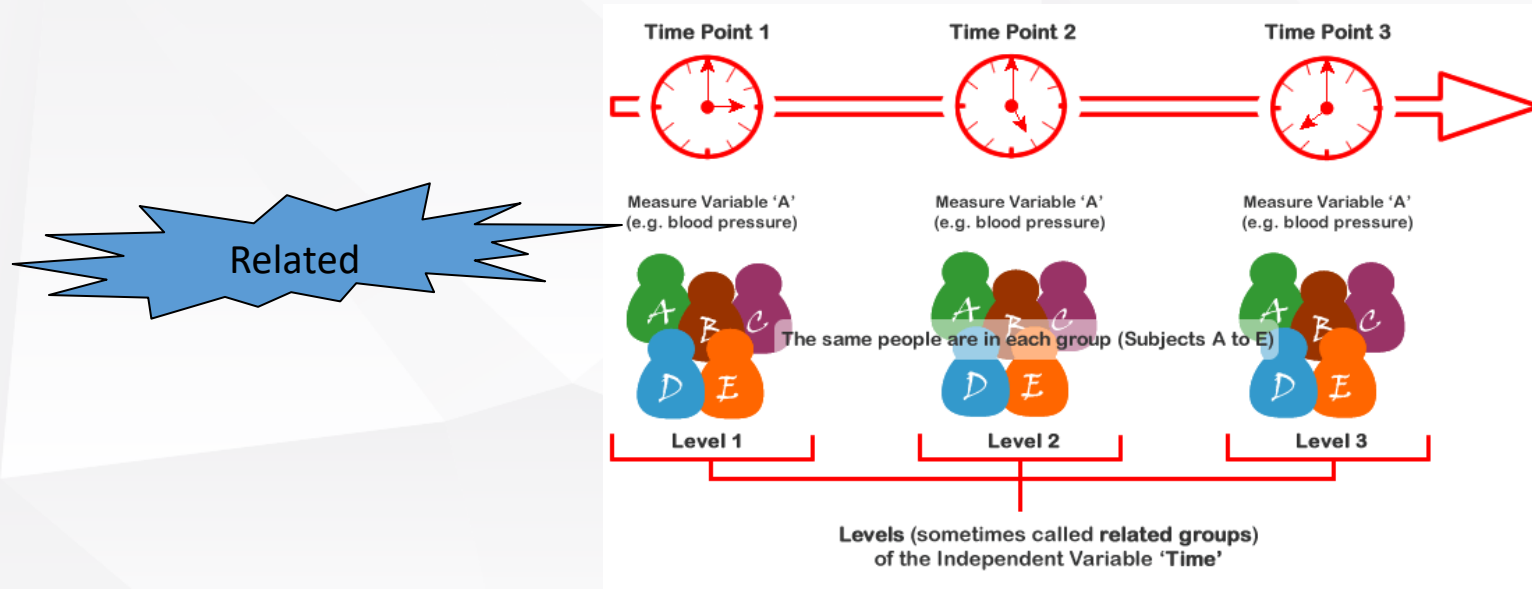 Related
Time Point 1
Time Point 2
Time Point 3
Measure Variable ‘A’
(e.g. blood pressure)
Measure Variable ‘A’
(e.g. blood pressure)
Measure Variable ‘A’
(e.g. blood pressure)
A
B
C
D
E
A
B
C
D
E
A
B
C
D
E
The same people are in each group (Subjects A to E)
Level 1
Level 2
Level 3
Levels (sometimes called related groups)
of the Independent Variable ‘Time’